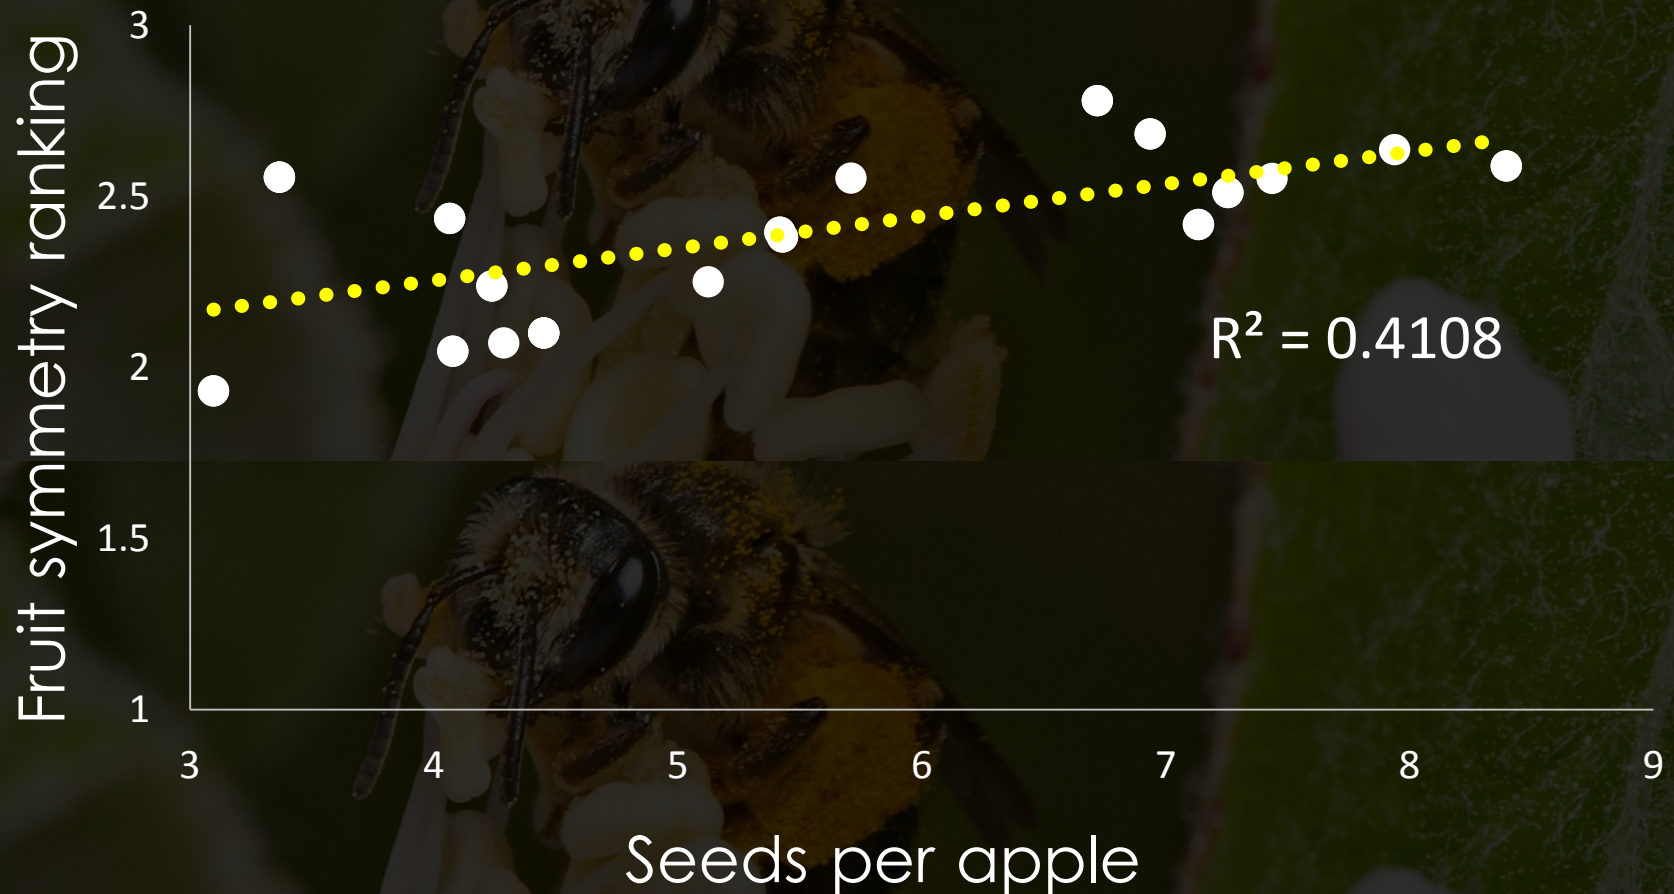 Fruit symmetry ranking
3
2.5
2
1.5
1
R² = 0.4108
3 4 5 6 7 8 9
Seeds per apple